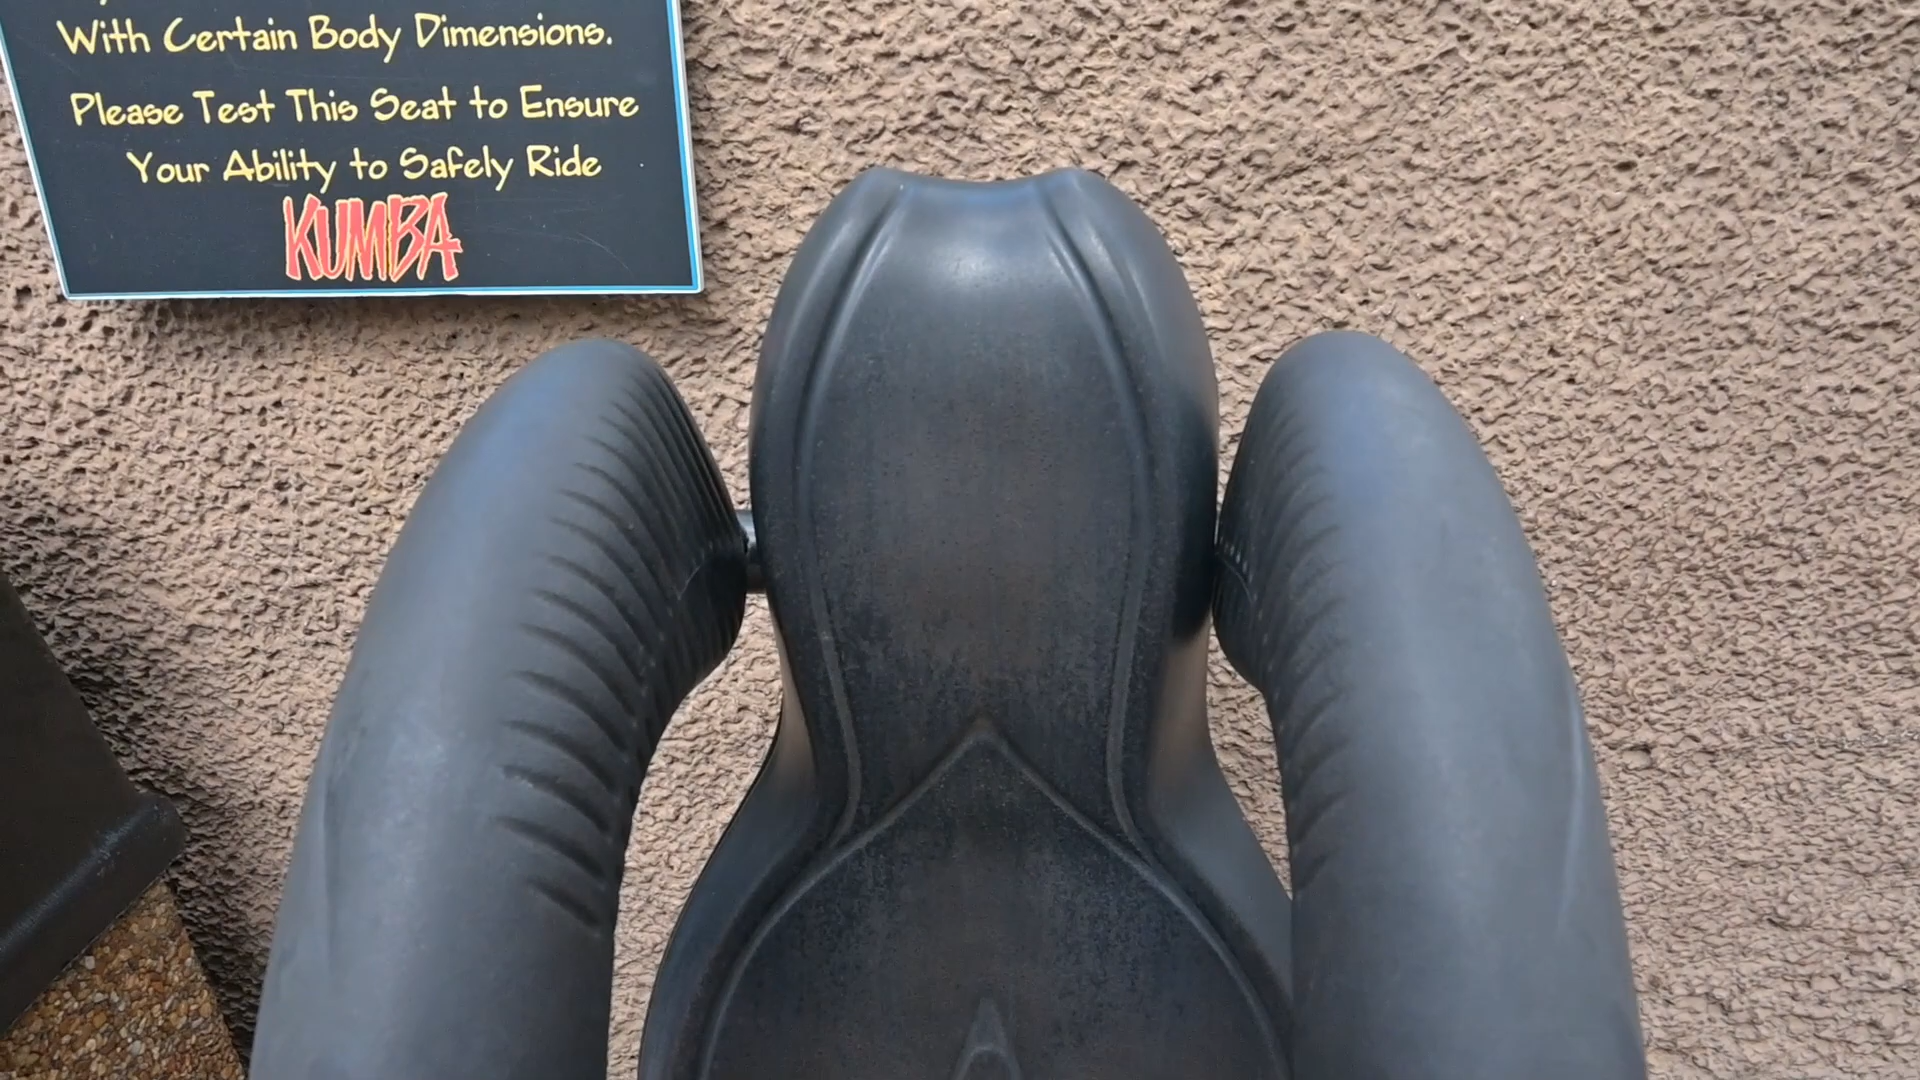 With Certain Body Dimensions.
Please Test This Seat to Ensure
Your Ability to Safely Ride
KUMBA